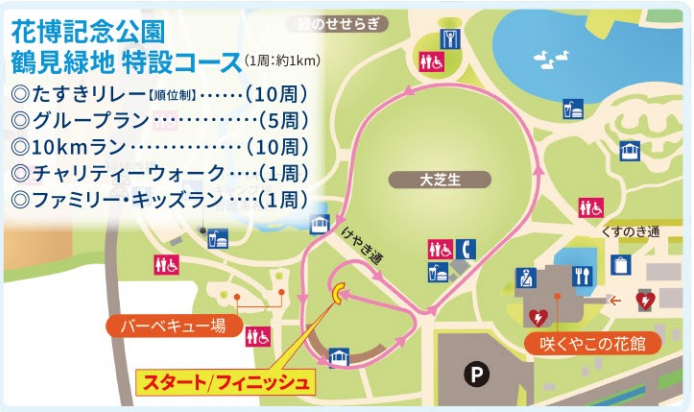 花博記念公園
鶴見緑地 特設コース(1周:約1km)
◎たすきリレー【順位制】……(10周)
◎グループラン……………(5周)
◎10kmラン………………(10周)
◎チャリティーウォーク…(1周)
◎ファミリー・キッズラン…(1周)
のせせらぎ
大芝生
けやき通
くすのき通
バーベキュー場
咲くやこの花館
スタート/フィニッシュ
P